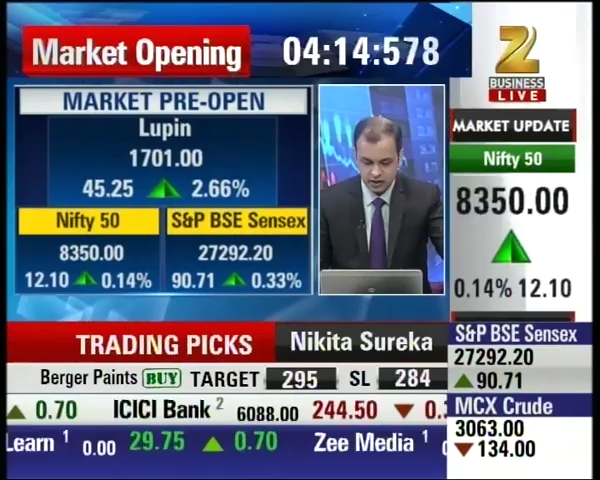 Market Opening
04:14:578
Z
BUSINESS
LIVE
MARKET PRE-OPEN
Lupin
1701.00
45.25 2.66%
Nifty 50
8350.00
12.10 0.14%
S&P BSE Sensex
27292.20
90.71 0.33%
MARKET UPDATE
Nifty 50
8350.00
0.14% 12.10
TRADING PICKS
Nikita Sureka
Berger Paints BUY TARGET 295 SL 284
S&P BSE Sensex
27292.20
90.71
MCX Crude
3063.00
134.00
0.70 ICICI Bank 2 6088.00 244.50
Learn 1 0.00 29.75 0.70 Zee Media 1